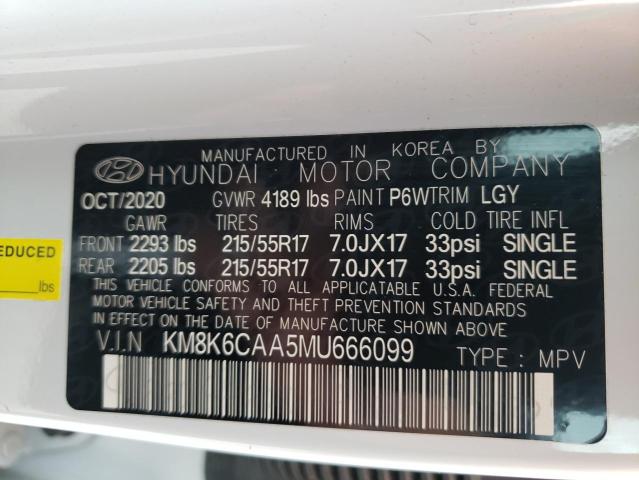 MANUFACTURED IN KOREA BY
HYUNDAI MOTOR COMPANY
OCT/2020 GVWR 4189 lbs PAINT P6W TRIM LGY
GAWR TIRES RIMS COLD TIRE INFL
FRONT 2293 lbs 215/55R17 7.0JX17 33psi SINGLE
REAR 2205 lbs 215/55R17 7.0JX17 33psi SINGLE
THIS VEHICLE CONFORMS TO ALL APPLICATABLE U.S.A. FEDERAL
MOTOR VEHICLE SAFETY AND THEFT PREVENTION STANDARDS
IN EFFECT ON THE DATE OF MANUFACTURE SHOWN ABOVE.
V.I.N KM8K6CAA5MU666099 TYPE : MPV
REDUCED
lbs